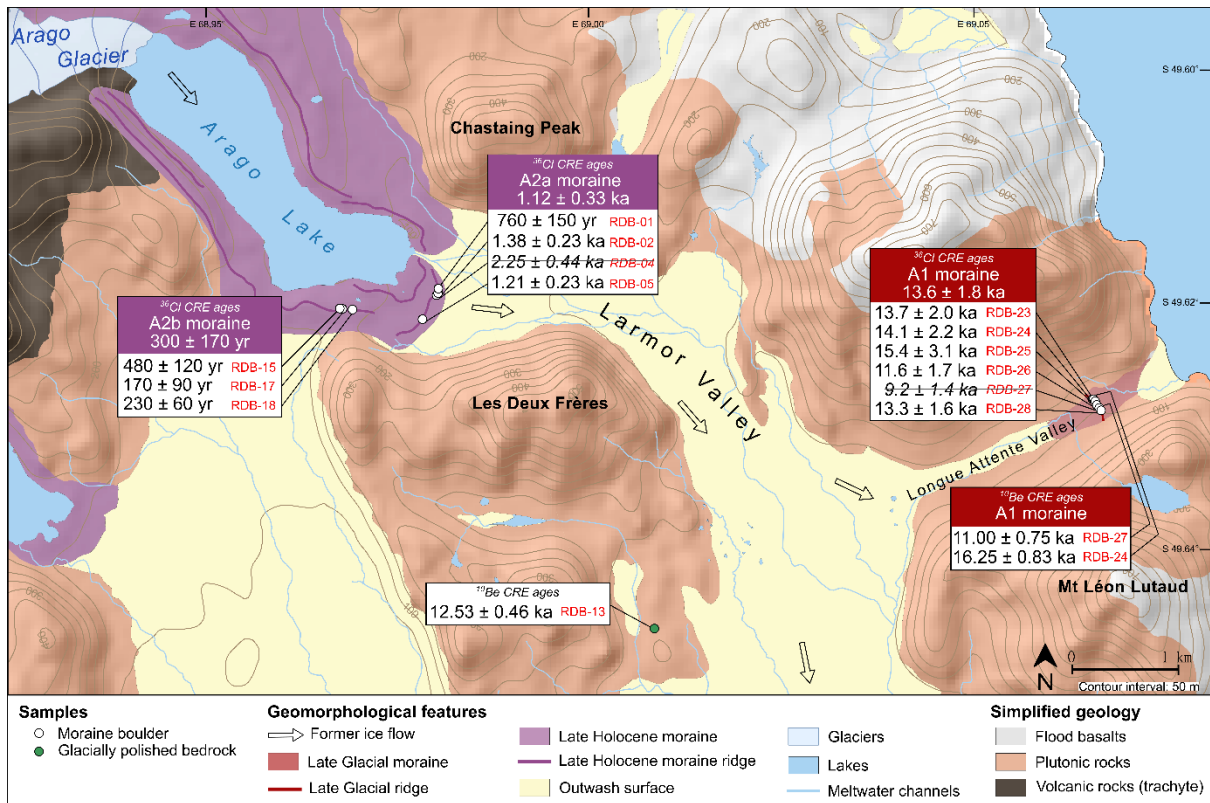 E 68.95°
E 69.00°
E 69.05°
Arago
Glacier
S 49.60°
200
300
400
Chastaing Peak
Arago
Lake
³⁶Cl CRE ages
A2a moraine
1.12 ± 0.33 ka
760 ± 150 yr RDB-01
1.38 ± 0.23 ka RDB-02
2.25 ± 0.44 ka RDB-04
1.21 ± 0.23 ka RDB-05
³⁶Cl CRE ages
A1 moraine
13.6 ± 1.8 ka
13.7 ± 2.0 ka RDB-23
14.1 ± 2.2 ka RDB-24
15.4 ± 3.1 ka RDB-25
11.6 ± 1.7 ka RDB-26
9.2 ± 1.4 ka RDB-27
13.3 ± 1.6 ka RDB-28
S 49.62°
³⁶Cl CRE ages
A2b moraine
300 ± 170 yr
480 ± 120 yr RDB-15
170 ± 90 yr RDB-17
230 ± 60 yr RDB-18
Larmor Valley
Les Deux Frères
Longue Attente Valley
¹⁰Be CRE ages
A1 moraine
11.00 ± 0.75 ka RDB-27
16.25 ± 0.83 ka RDB-24
S 49.64°
Mt Léon Lutaud
¹⁰Be CRE ages
12.53 ± 0.46 ka RDB-13
N
0 1 km
Contour interval: 50 m
Samples
Moraine boulder
Glacially polished bedrock
Geomorphological features
Former ice flow
Late Glacial moraine
Late Glacial ridge
Late Holocene moraine
Late Holocene moraine ridge
Outwash surface
Glaciers
Lakes
Meltwater channels
Simplified geology
Flood basalts
Plutonic rocks
Volcanic rocks (trachyte)